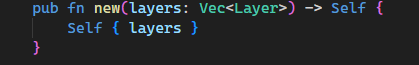 pub fn new(layers: Vec<Layer>) -> Self {
    Self { layers }
}